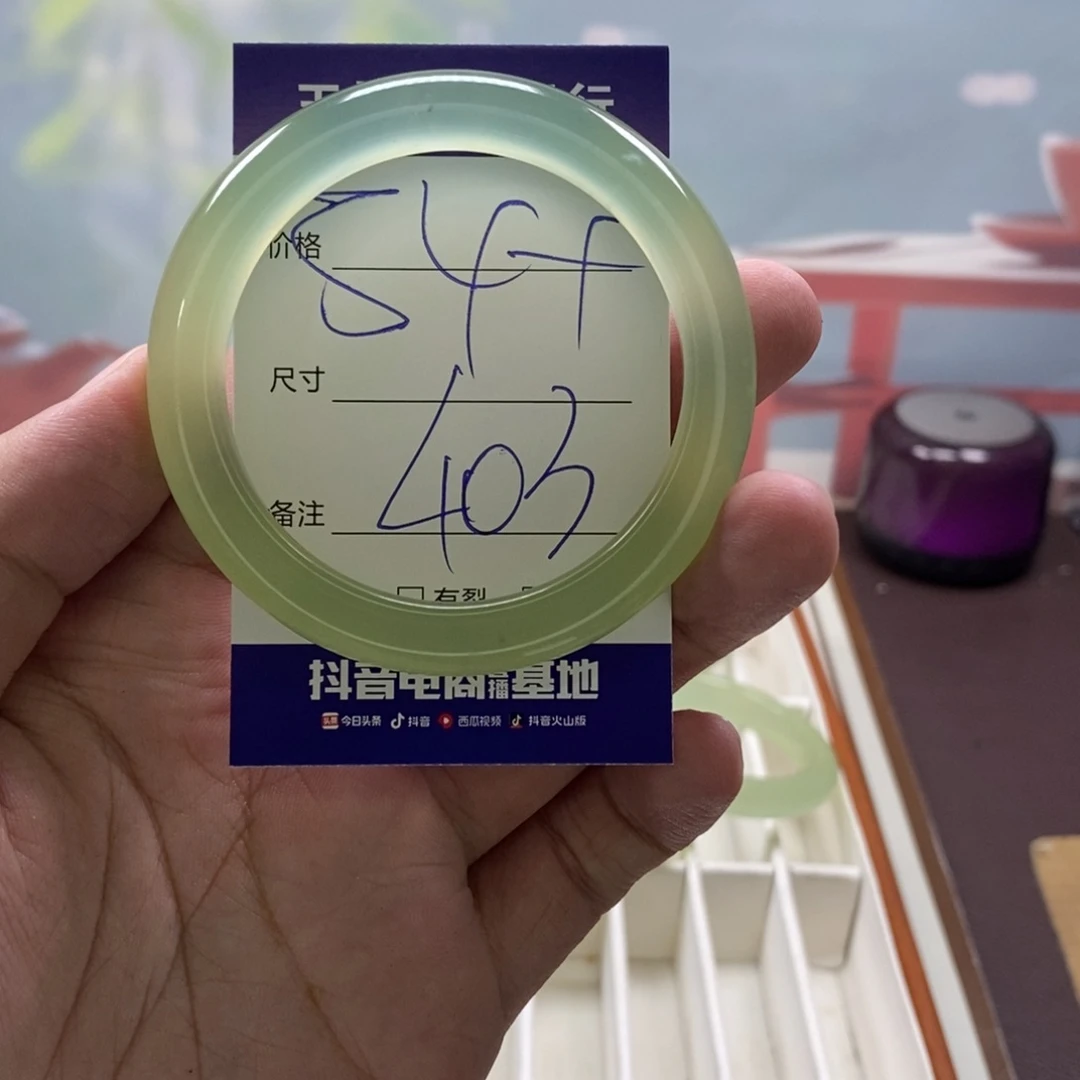 价格
尺寸
403
备注
有裂
抖音电商直播基地
今日头条 抖音 西瓜视频 抖音火山版